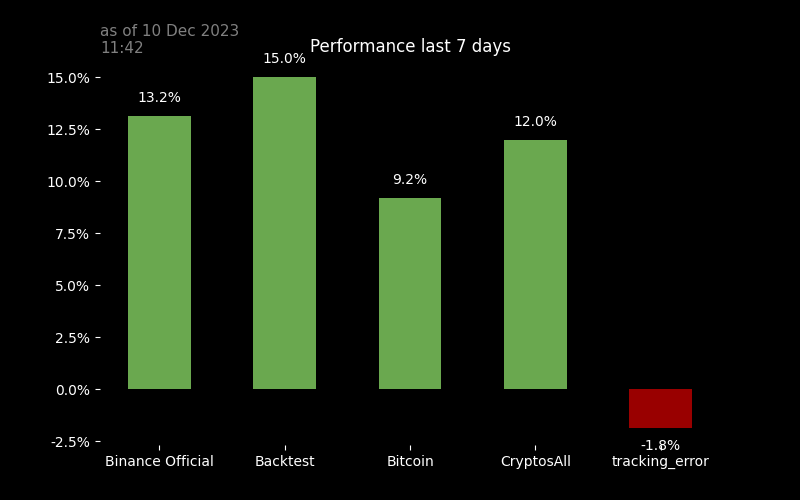 as of 10 Dec 2023
11:42
Performance last 7 days
15.0%
12.5%
10.0%
7.5%
5.0%
2.5%
0.0%
-2.5%
13.2%
15.0%
9.2%
12.0%
-1.8%
Binance Official
Backtest
Bitcoin
CryptosAll
tracking_error